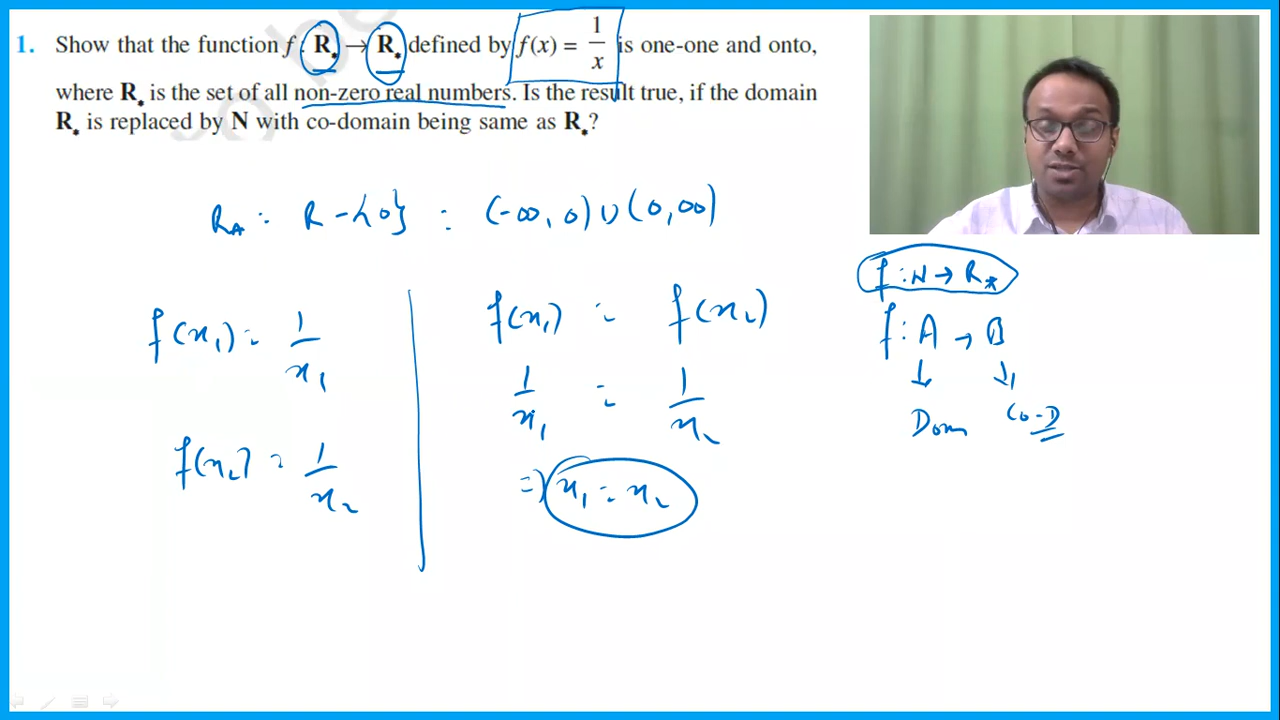 1. Show that the function f : R* → R* defined by f(x) = 1/x is one-one and onto,
where R* is the set of all non-zero real numbers. Is the result true, if the domain
R* is replaced by N with co-domain being same as R*?
R* : R - {0} : (-∞, 0) ∪ (0, ∞)
f(x₁) = 1/x₁
f(x₂) = 1/x₂
f(x₁) = f(x₂)
1/x₁ = 1/x₂
⇒ x₁ = x₂
f : N → R*
f : A → B
↓ ↓
Dom Co-D